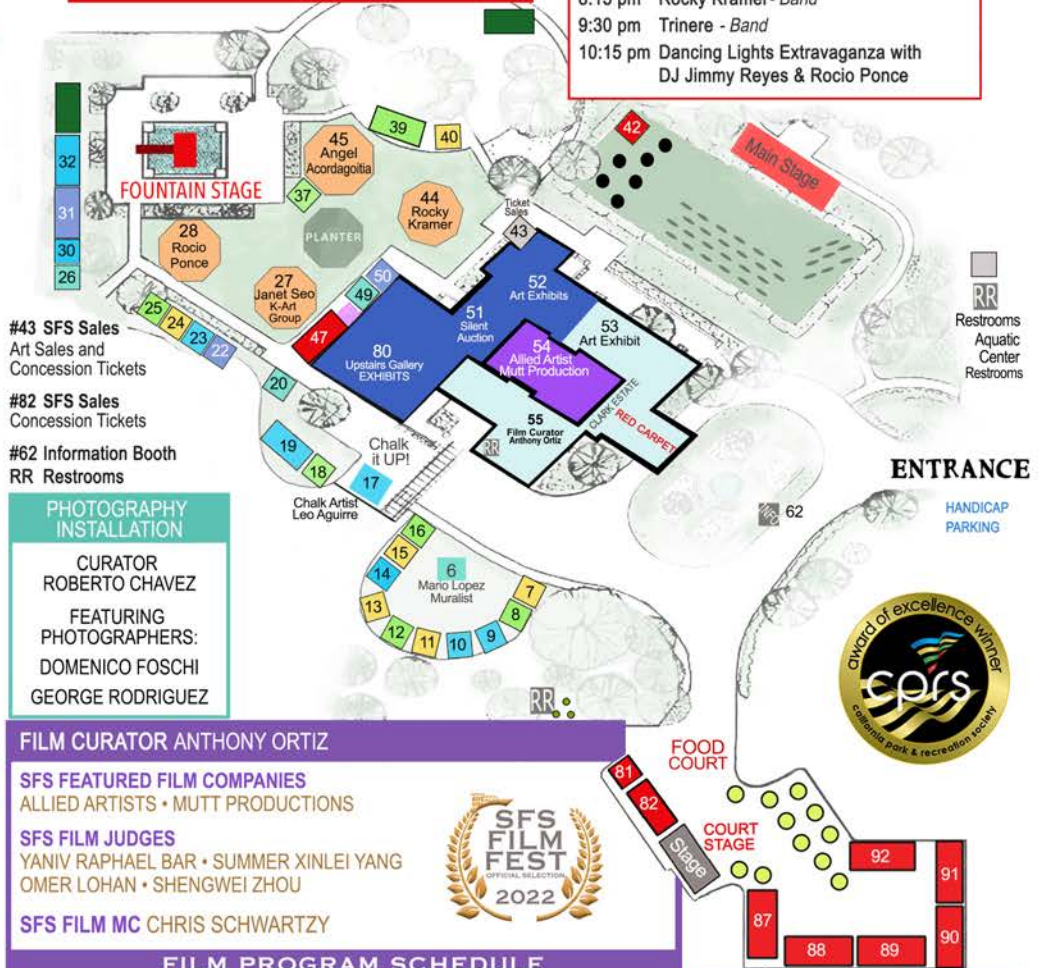 8:15 pm Rocky Kramer - Band
9:30 pm Trinere - Band
10:15 pm Dancing Lights Extravaganza with
DJ Jimmy Reyes & Rocio Ponce
32
31
30
26
FOUNTAIN STAGE
45
Angel
Acordagoitia
39
40
37
PLANTER
44
Rocky
Kramer
28
Rocio
Ponce
27
Janet Seo
K-Art
Group
42
Main Stage
Ticket
Sales
43
50
49
47
52
Art Exhibits
51
Silent
Auction
53
Art Exhibit
54
Allied Artist
Mutt Production
80
Upstairs Gallery
EXHIBITS
55
Film Curator
Anthony Ortiz
CLARK ESTATE
RED CARPET
RR
RR
Restrooms
Aquatic
Center
Restrooms
25
24
23
22
20
19
18
#43 SFS Sales
Art Sales and
Concession Tickets
#82 SFS Sales
Concession Tickets
#62 Information Booth
RR Restrooms
Chalk
it UP!
17
Chalk Artist
Leo Aguirre
ENTRANCE
HANDICAP
PARKING
INFO
62
16
15
14
13
12
11
10
9
8
7
6
Mario Lopez
Muralist
RR
PHOTOGRAPHY
INSTALLATION
CURATOR
ROBERTO CHAVEZ
FEATURING
PHOTOGRAPHERS:
DOMENICO FOSCHI
GEORGE RODRIGUEZ
award of excellence winner
cprs
california park & recreation society
FILM CURATOR ANTHONY ORTIZ
SFS FEATURED FILM COMPANIES
ALLIED ARTISTS • MUTT PRODUCTIONS
SFS FILM JUDGES
YANIV RAPHAEL BAR • SUMMER XINLEI YANG
OMER LOHAN • SHENGWEI ZHOU
SFS FILM MC CHRIS SCHWARTZY
SFS
FILM
FEST
OFFICIAL SELECTION
2022
FOOD
COURT
81
82
COURT
STAGE
Stage
92
91
87
88
89
90
FILM PROGRAM SCHEDULE